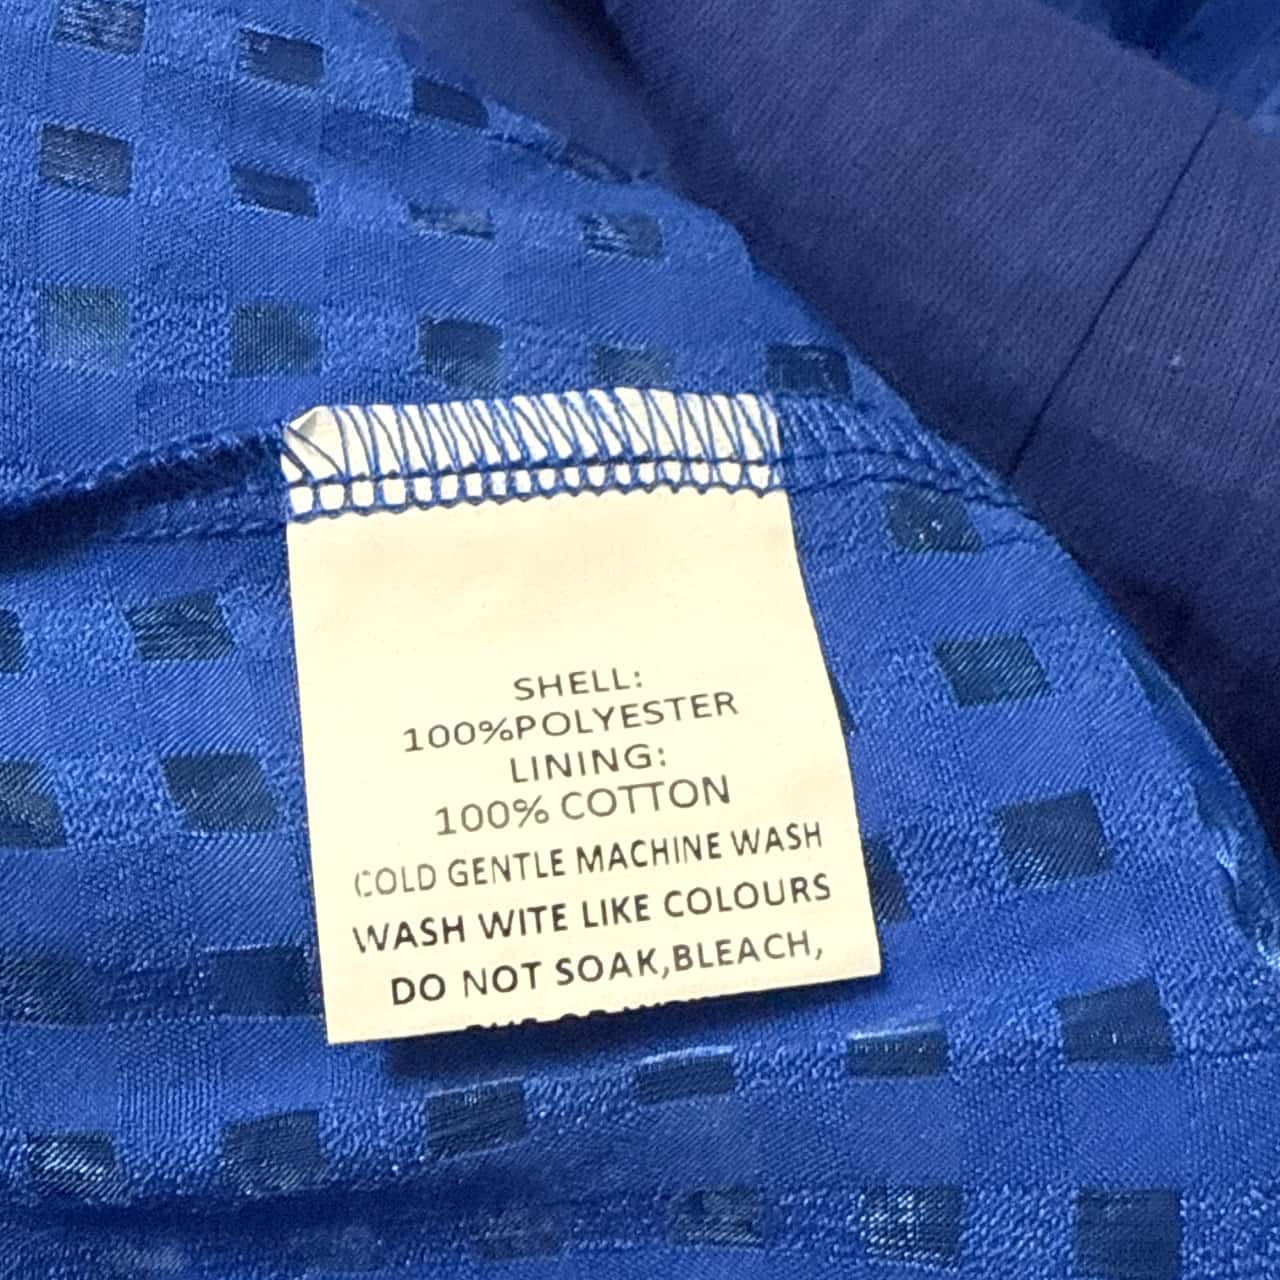 SHELL:
100%POLYESTER
LINING:
100% COTTON
COLD GENTLE MACHINE WASH
WASH WITE LIKE COLOURS
DO NOT SOAK,BLEACH,